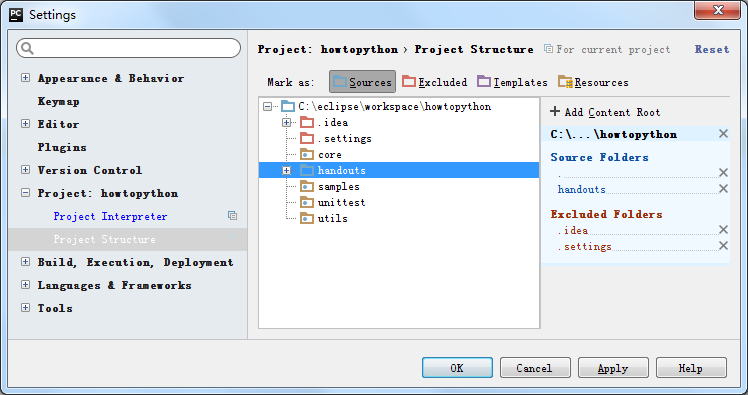 PC Settings
Project: howtopython › Project Structure For current project Reset
Appearance & Behavior
Keymap
Editor
Plugins
Version Control
Project: howtopython
Project Interpreter
Project Structure
Build, Execution, Deployment
Languages & Frameworks
Tools
Mark as: Sources Excluded Templates Resources
C:\eclipse\workspace\howtopython
.idea
.settings
core
handouts
samples
unittest
utils
Add Content Root
C:\...\howtopython
Source Folders
.
handouts
Excluded Folders
.idea
.settings
OK Cancel Apply Help